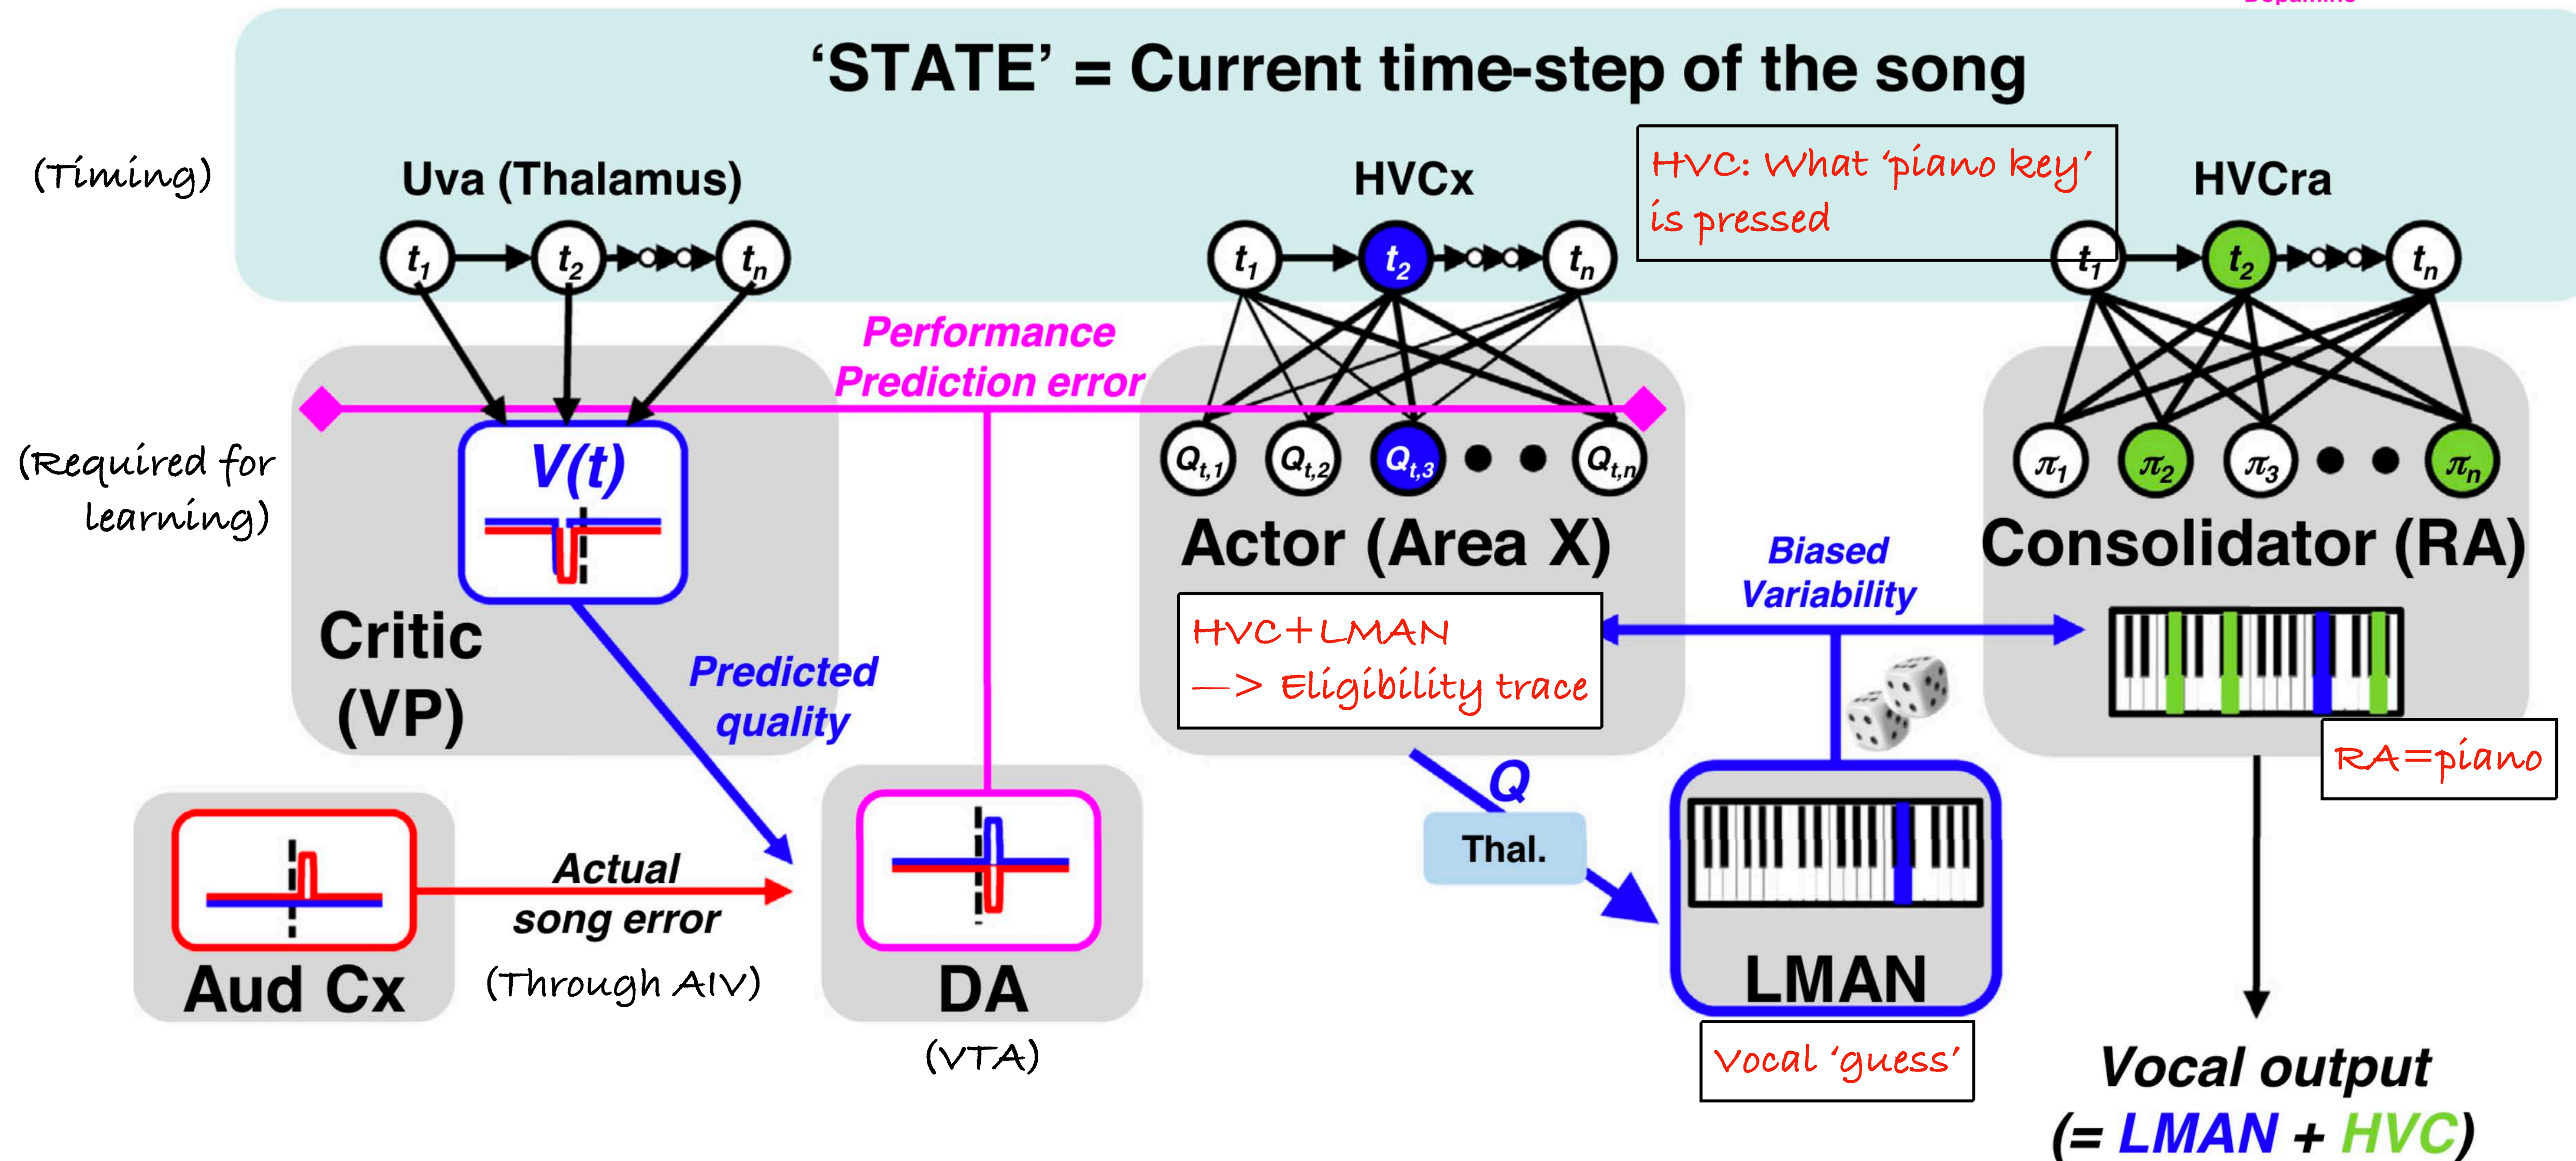 Dopamine
‘STATE’ = Current time-step of the song
(Timing)
Uva (Thalamus)
t1
t2
tn
HVCx
t1
t2
tn
HVC: What ‘piano key’
is pressed
HVCra
t1
t2
tn
Performance
Prediction error
(Required for
learning)
V(t)
Critic
(VP)
Predicted
quality
Qt,1
Qt,2
Qt,3
Qt,n
Actor (Area X)
HVC+LMAN
—> Eligibility trace
Biased
Variability
π1
π2
π3
πn
Consolidator (RA)
RA=piano
Q
Thal.
LMAN
Vocal ‘guess’
Aud Cx
Actual
song error
(Through AIV)
DA
(VTA)
Vocal output
(= LMAN + HVC)